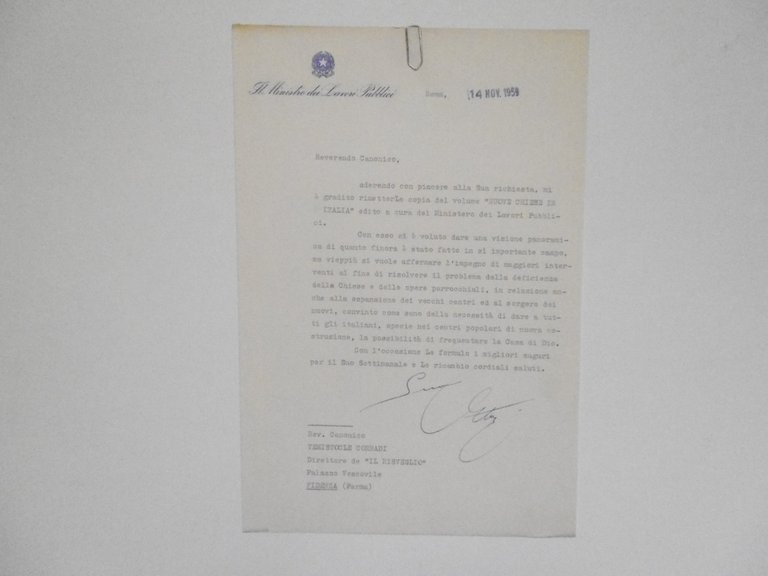 Il Ministro dei Lavori Pubblici
Roma, 14 NOV. 1959
Reverendo Canonico,
aderendo con piacere alla Sua richiesta, mi
è gradito rimetterLe copia del volume "NUOVE CHIESE IN
ITALIA" edito a cura del Ministero dei Lavori Pubbli-
ci.
Con esso si è voluto dare una visione panorami-
ca di quanto finora è stato fatto in sì importante campo,
ma vieppiù si vuole affermare l'impegno di maggiori inter-
venti al fine di risolvere il problema della deficienza
delle Chiese e delle opere parrocchiali, in relazione an-
che alla espansione dei vecchi centri ed al sorgere dei
nuovi, convinto come sono della necessità di dare a tut-
ti gli italiani, specie nei centri popolari di nuova co-
struzione, la possibilità di frequentare la Casa di Dio.
Con l'occasione Le formulo i migliori auguri
per il Suo Settimanale e Le ricambio cordiali saluti.
Rev. Canonico
TEMISTOCLE CORRADI
Direttore de "IL RISVEGLIO"
Palazzo Vescovile
FIDENZA (Parma)